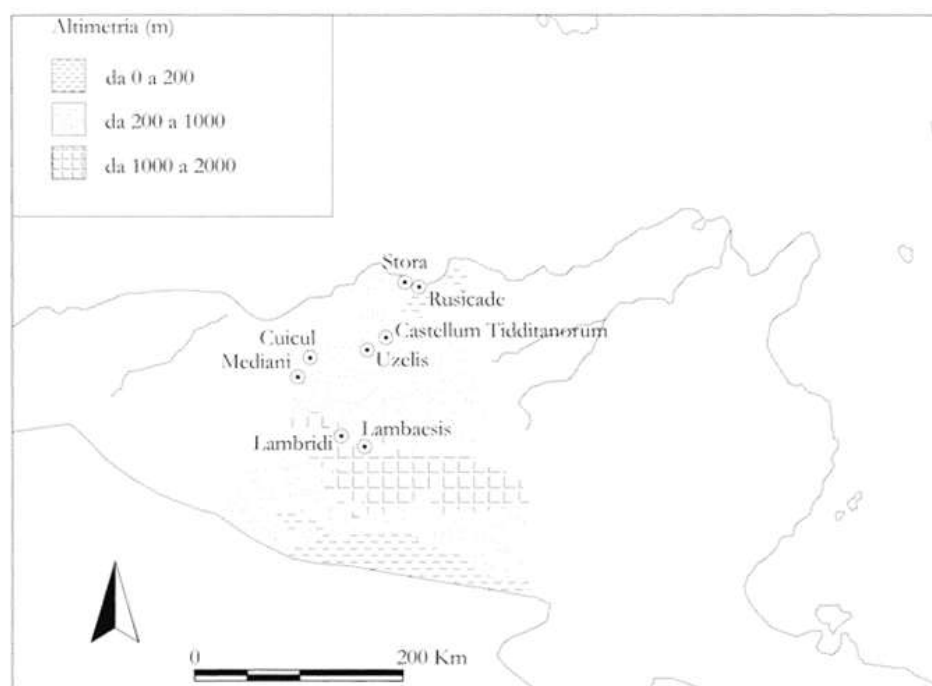 Altimetria (m)
da 0 a 200
da 200 a 1000
da 1000 a 2000
Stora
Rusicade
Castellum Tidditanorum
Cuicul
Uzelis
Mediani
Lambaesis
Lambridi
0 200 Km